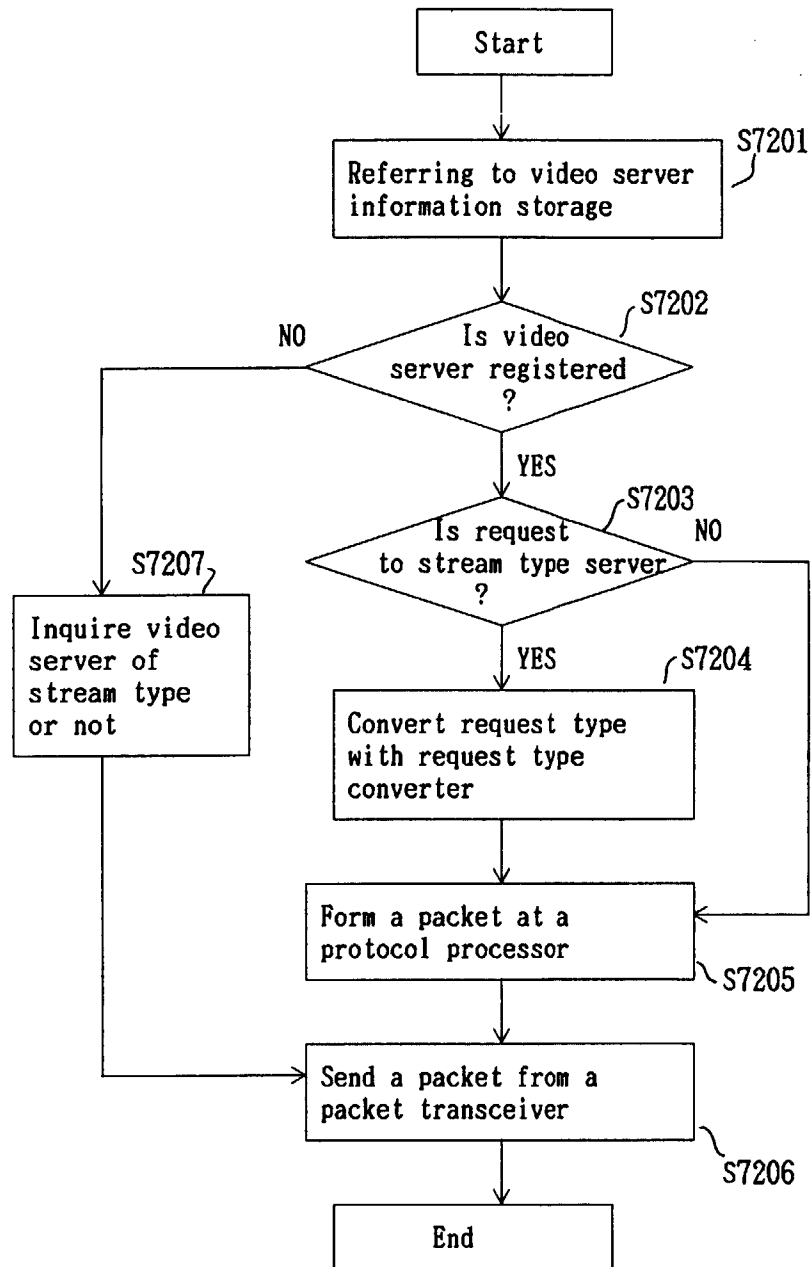 Start
S7201
Referring to video server
information storage
S7202
NO
Is video
server registered
?
YES
S7203
Is request
to stream type server
?
NO
S7207
Inquire video
server of
stream type
or not
YES
S7204
Convert request type
with request type
converter
Form a packet at a
protocol processor
S7205
Send a packet from a
packet transceiver
S7206
End